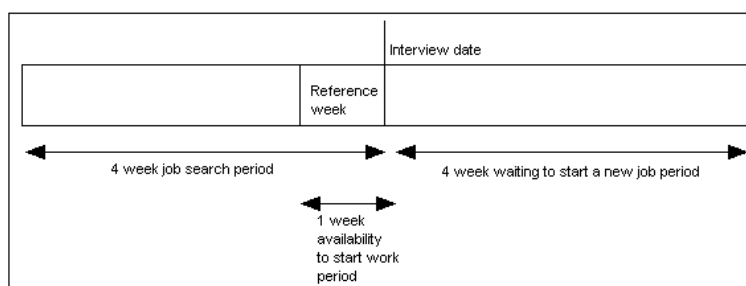 Interview date
Reference
week
4 week job search period
4 week waiting to start a new job period
1 week
availability
to start work
period